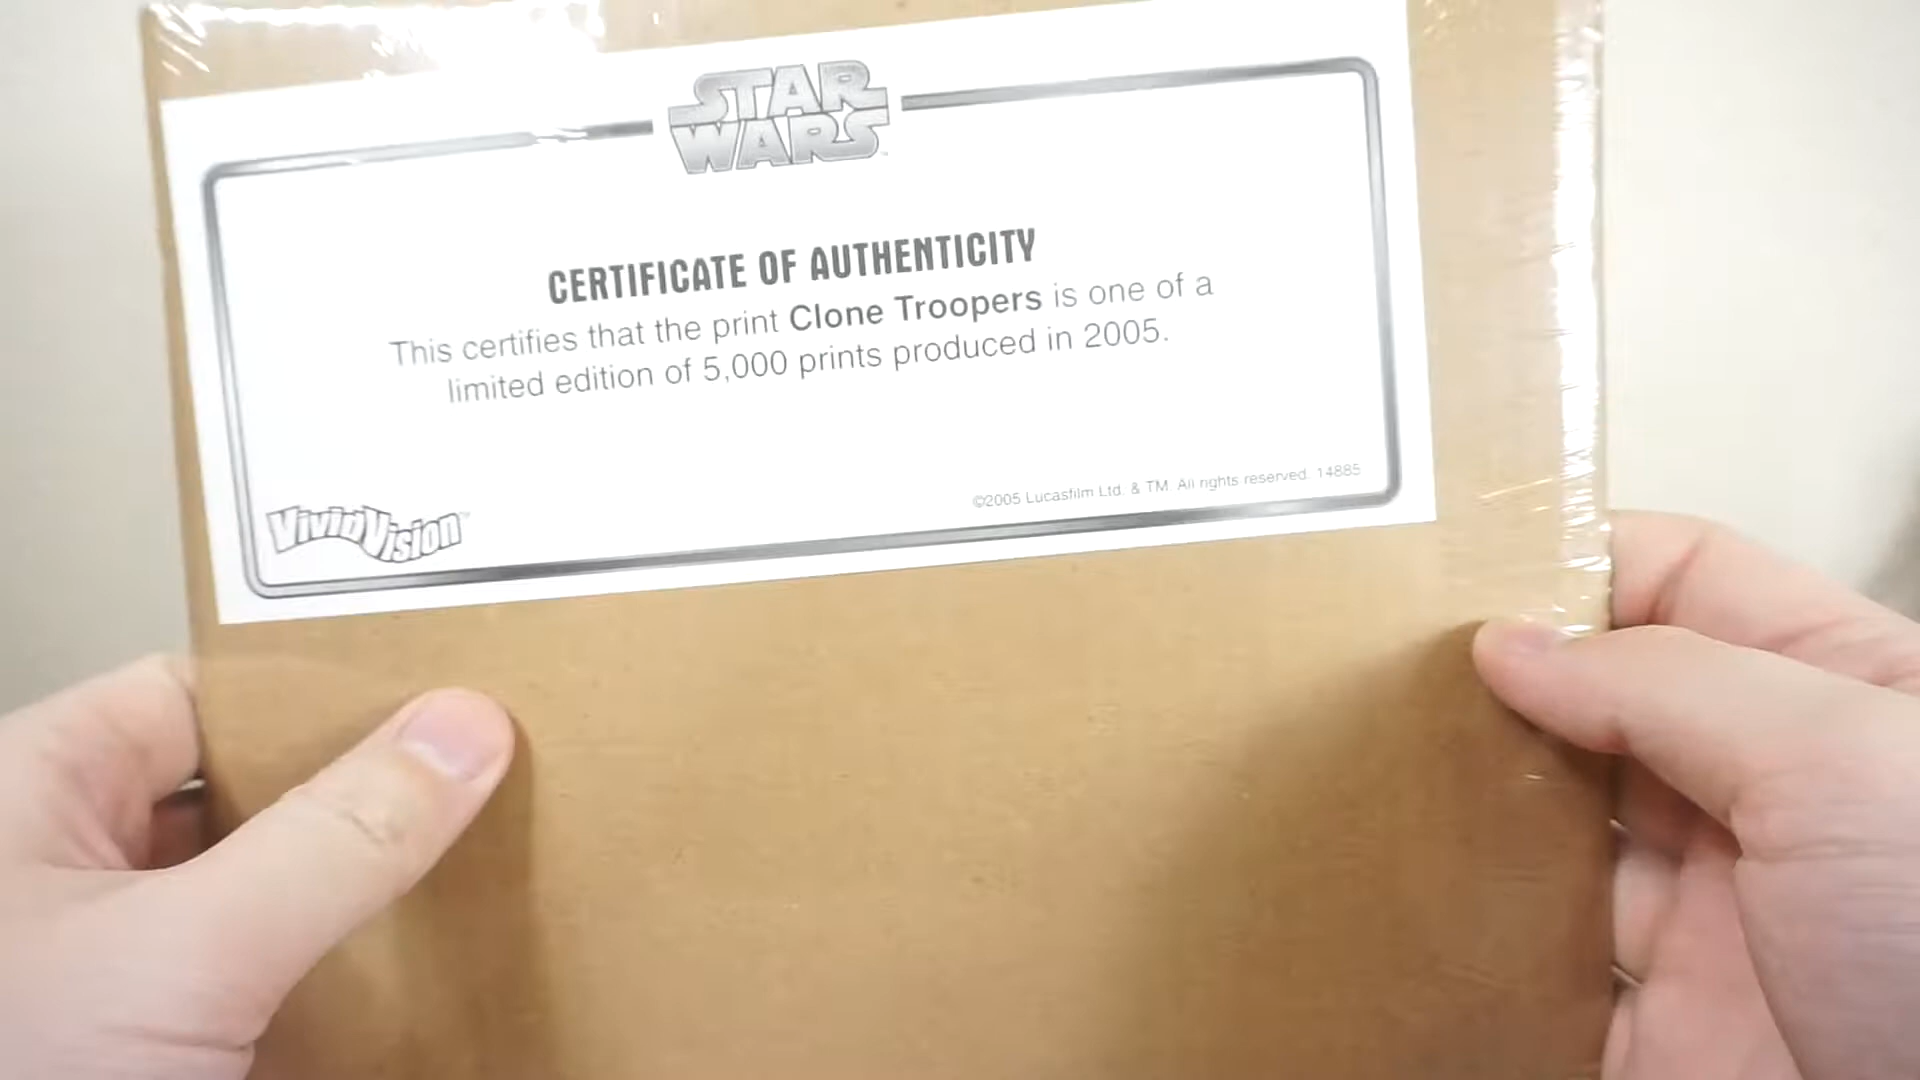 STAR
WARS
CERTIFICATE OF AUTHENTICITY
This certifies that the print Clone Troopers is one of a
limited edition of 5,000 prints produced in 2005.
©2005 Lucasfilm Ltd. & TM. All rights reserved. 14885
VividVision™